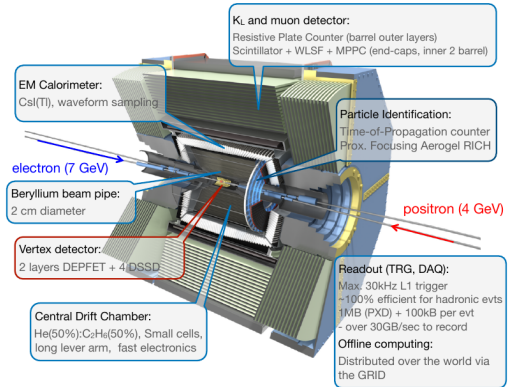 K_L and muon detector:
Resistive Plate Counter (barrel outer layers)
Scintillator + WLSF + MPPC (end-caps, inner 2 barrel)
EM Calorimeter:
CsI(Tl), waveform sampling
Particle Identification:
Time-of-Propagation counter
Prox. Focusing Aerogel RICH
electron (7 GeV)
Beryllium beam pipe:
2 cm diameter
positron (4 GeV)
Vertex detector:
2 layers DEPFET + 4 DSSD
Central Drift Chamber:
He(50%):C₂H₆(50%), Small cells,
long lever arm, fast electronics
Readout (TRG, DAQ):
Max. 30kHz L1 trigger
~100% efficient for hadronic evts
1MB (PXD) + 100kB per evt
- over 30GB/sec to record
Offline computing:
Distributed over the world via
the GRID